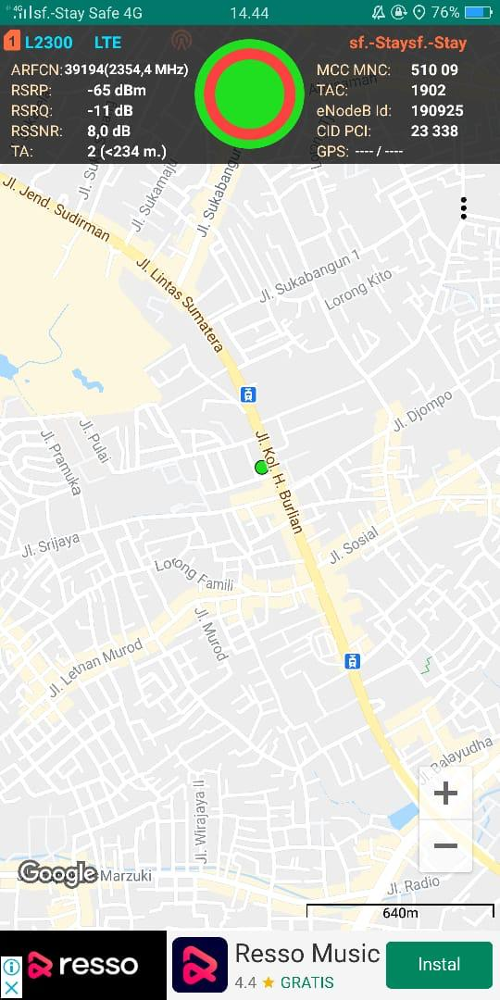 4G sf.-Stay Safe 4G 14.44 76%
1 L2300 LTE sf.-Staysf.-Stay
ARFCN: 39194(2354,4 MHz) MCC MNC: 510 09
RSRP: -65 dBm TAC: 1902
RSRQ: -11 dB eNodeB Id: 190925
RSSNR: 8,0 dB CID PCI: 23 338
TA: 2 (<234 m.) GPS: ---- / ----
Jl. Sukamaju
Jl. Sukabangun
Jl. Jend. Sudirman
Jl. Lintas Sumatera
Jl. Sukabangun 1
Lorong Kito
Jl. Djompo
Jl. Pulai
Jl. Pramuka
Jl. Kol. H. Burlian
Jl. Srijaya
Jl. Sosial
Lorong Famili
Jl. Murod
Jl. Letnan Murod
Jl. Balayudha
+
Jl. Wirajaya II
−
Google
Marzuki
Jl. Radio
640m
resso
Resso Music
4.4 ★ GRATIS
Instal